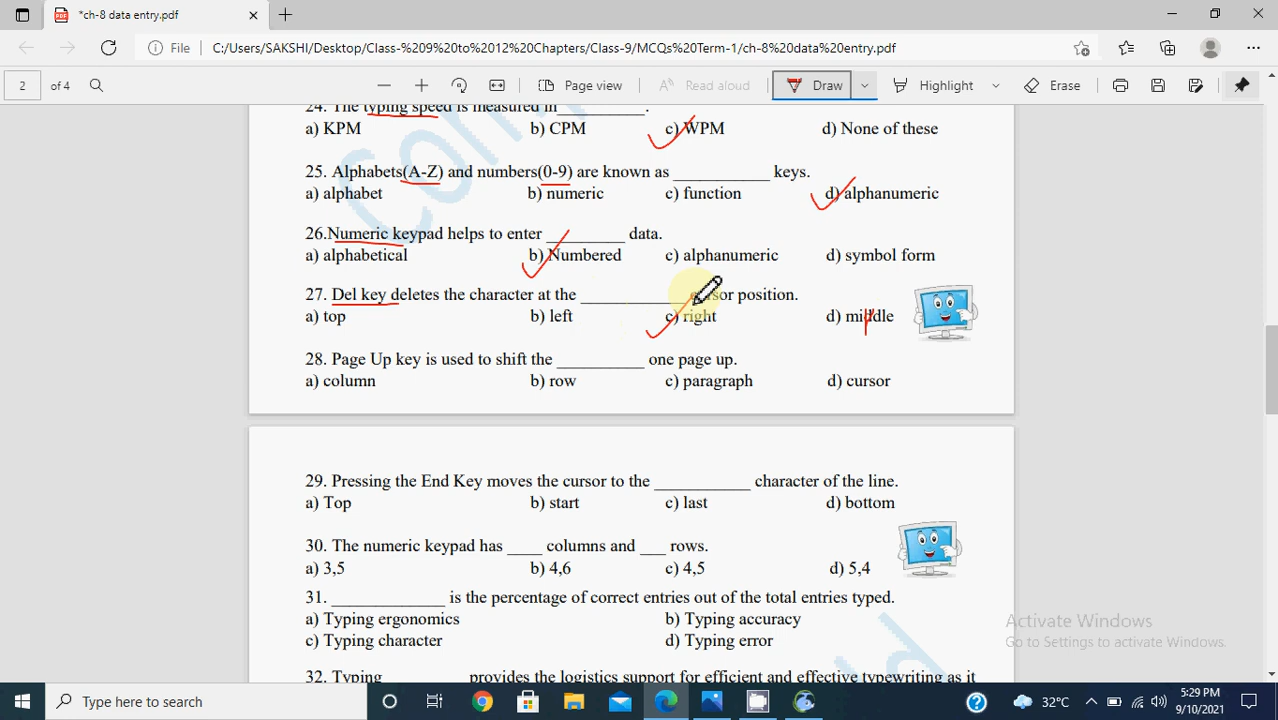 *ch-8 data entry.pdf
File C:/Users/SAKSHI/Desktop/Class-%209%20to%2012%20Chapters/Class-9/MCQs%20Term-1/ch-8%20data%20entry.pdf
2 of 4 Page view Read aloud Draw Highlight Erase
24. The typing speed is measured in __________.
a) KPM b) CPM c) WPM d) None of these
25. Alphabets(A-Z) and numbers(0-9) are known as ___________ keys.
a) alphabet b) numeric c) function d) alphanumeric
26.Numeric keypad helps to enter _________ data.
a) alphabetical b) Numbered c) alphanumeric d) symbol form
27. Del key deletes the character at the ____________ cursor position.
a) top b) left c) right d) middle
28. Page Up key is used to shift the __________ one page up.
a) column b) row c) paragraph d) cursor
29. Pressing the End Key moves the cursor to the ___________ character of the line.
a) Top b) start c) last d) bottom
30. The numeric keypad has ____ columns and ___ rows.
a) 3,5 b) 4,6 c) 4,5 d) 5,4
31. _____________ is the percentage of correct entries out of the total entries typed.
a) Typing ergonomics b) Typing accuracy
c) Typing character d) Typing error
32. Typing __________ provides the logistics support for efficient and effective typewriting as it
Activate Windows
Go to Settings to activate Windows.
Type here to search
32°C
5:29 PM
9/10/2021